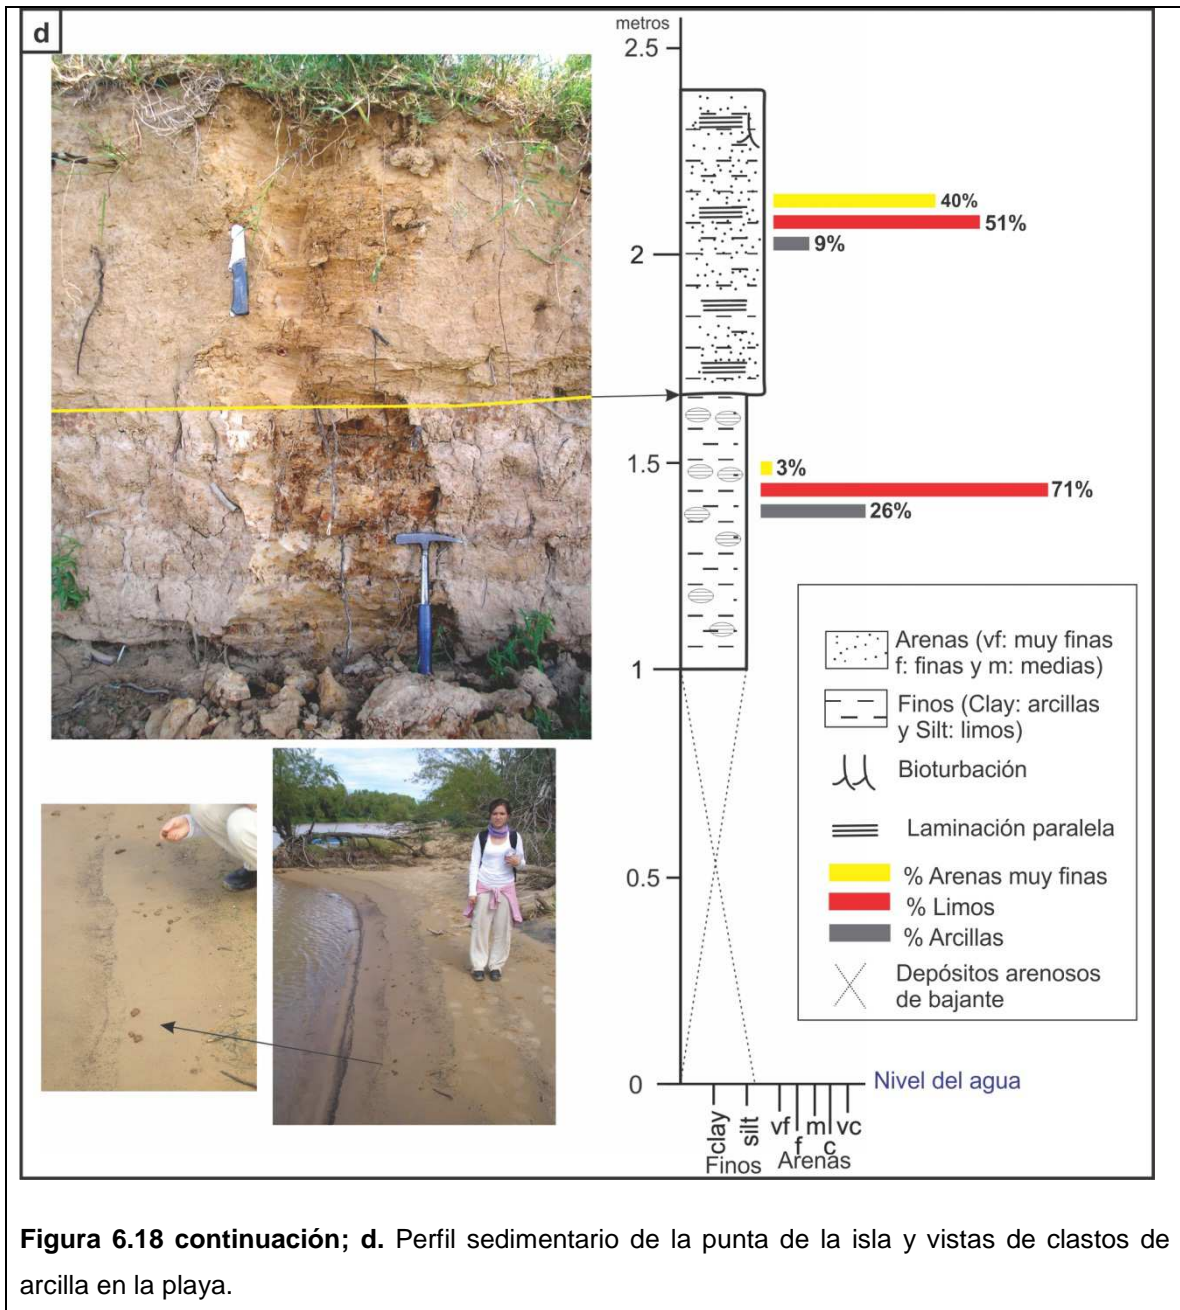 d
metros
2.5
2
1.5
1
0.5
0
40%
51%
9%
3%
71%
26%
Arenas (vf: muy finas
f: finas y m: medias)
Finos (Clay: arcillas
y Silt: limos)
Bioturbación
Laminación paralela
% Arenas muy finas
% Limos
% Arcillas
Depósitos arenosos
de bajante
Nivel del agua
clay
silt
vf
f
m
c
vc
Finos
Arenas
Figura 6.18 continuación; d. Perfil sedimentario de la punta de la isla y vistas de clastos de
arcilla en la playa.